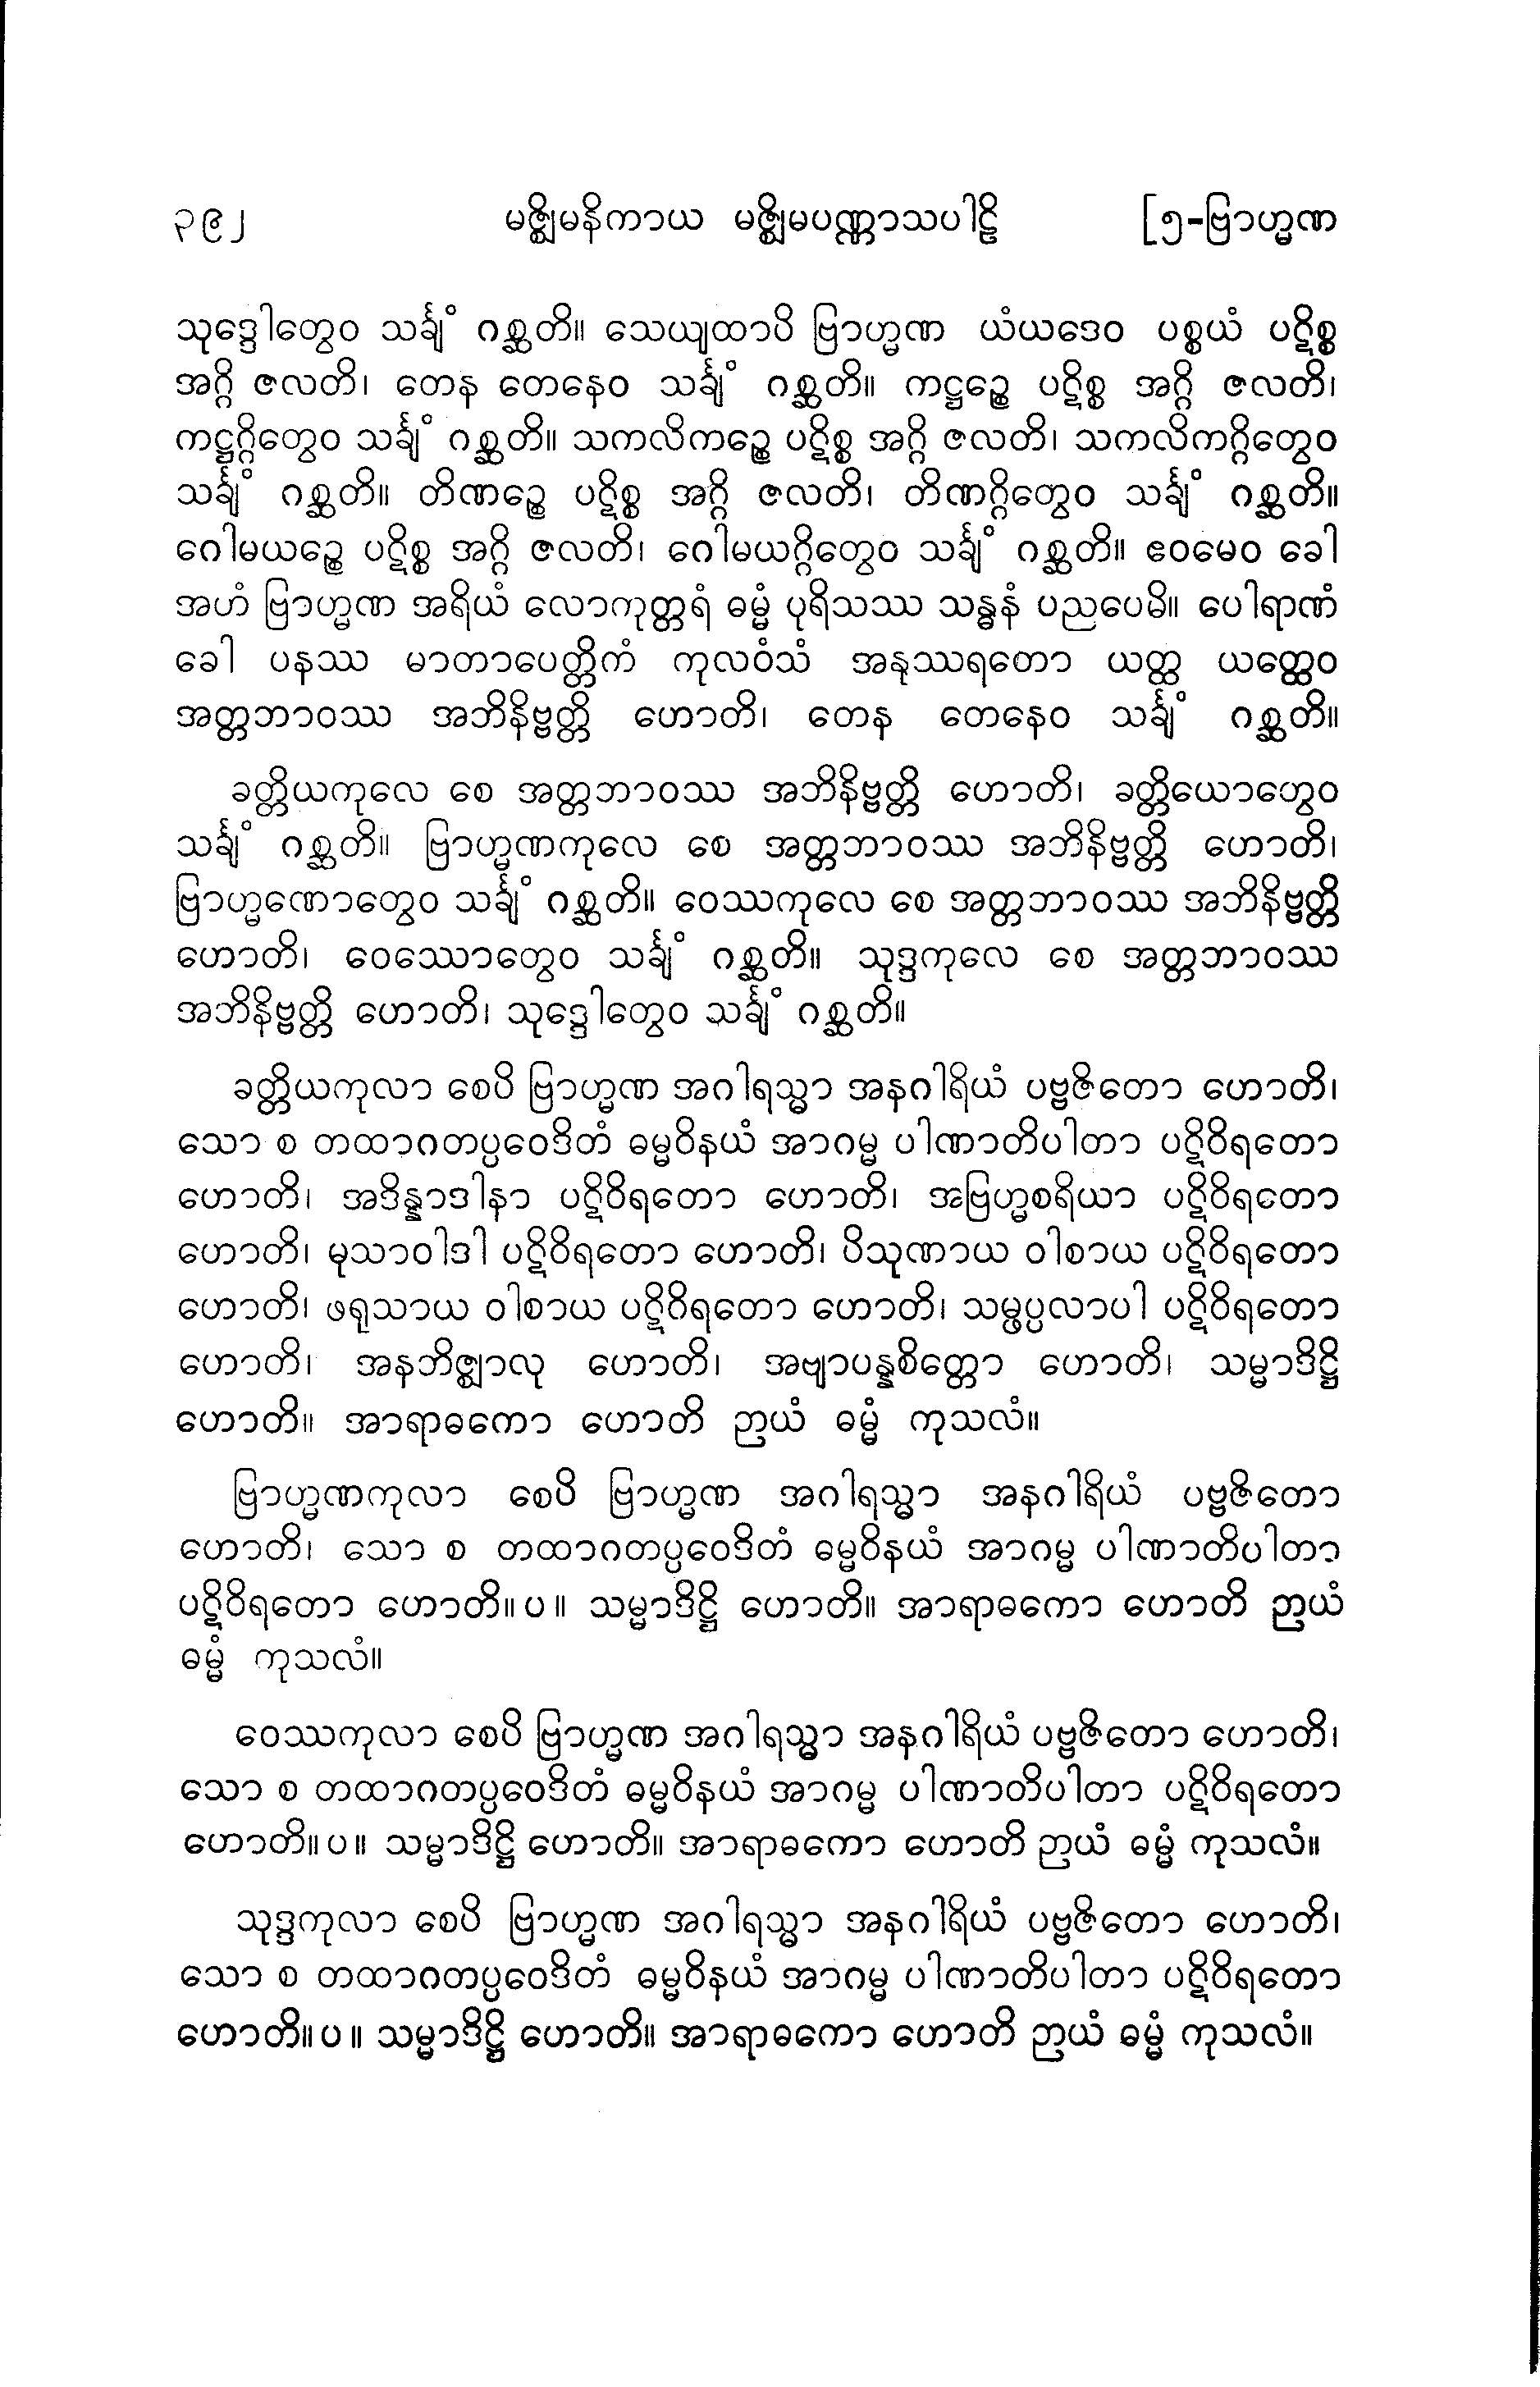 ၃၉၂ မဇ္ဈိမနိကာယ မဇ္ဈိမပဏ္ဏာသပါဠိ [၅-ဗြာဟ္မဏ
သုဒ္ဒေါတွေဝ သင်္ချံ ဂစ္ဆတိ။ သေယျထာပိ ဗြာဟ္မဏ ယံယဒေဝ ပစ္စယံ ပဋိစ္စ
အဂ္ဂိ ဇလတိ၊ တေန တေနေဝ သင်္ချံ ဂစ္ဆတိ။ ကဋ္ဌဉ္စေ ပဋိစ္စ အဂ္ဂိ ဇလတိ၊
ကဋ္ဌဂ္ဂိတွေဝ သင်္ချံ ဂစ္ဆတိ။ သကလိကဉ္စေ ပဋိစ္စ အဂ္ဂိ ဇလတိ၊ သကလိကဂ္ဂိတွေဝ
သင်္ချံ ဂစ္ဆတိ။ တိဏဉ္စေ ပဋိစ္စ အဂ္ဂိ ဇလတိ၊ တိဏဂ္ဂိတွေဝ သင်္ချံ ဂစ္ဆတိ။
ဂေါမယဉ္စေ ပဋိစ္စ အဂ္ဂိ ဇလတိ၊ ဂေါမယဂ္ဂိတွေဝ သင်္ချံ ဂစ္ဆတိ။ ဧဝမေဝ ခေါ
အဟံ ဗြာဟ္မဏ အရိယံ လောကုတ္တရံ ဓမ္မံ ပုရိသဿ သန္ဓနံ ပညပေမိ။ ပေါရာဏံ
ခေါ ပနဿ မာတာပေတ္တိကံ ကုလဝံသံ အနုဿရတော ယတ္ထ ယတ္ထေဝ
အတ္တဘာဝဿ အဘိနိဗ္ဗတ္တိ ဟောတိ၊ တေန တေနေဝ သင်္ချံ ဂစ္ဆတိ။
ခတ္တိယကုလေ စေ အတ္တဘာဝဿ အဘိနိဗ္ဗတ္တိ ဟောတိ၊ ခတ္တိယောတွေဝ
သင်္ချံ ဂစ္ဆတိ။ ဗြာဟ္မဏကုလေ စေ အတ္တဘာဝဿ အဘိနိဗ္ဗတ္တိ ဟောတိ၊
ဗြာဟ္မဏောတွေဝ သင်္ချံ ဂစ္ဆတိ။ ဝေဿကုလေ စေ အတ္တဘာဝဿ အဘိနိဗ္ဗတ္တိ
ဟောတိ၊ ဝေဿောတွေဝ သင်္ချံ ဂစ္ဆတိ။ သုဒ္ဒကုလေ စေ အတ္တဘာဝဿ
အဘိနိဗ္ဗတ္တိ ဟောတိ၊ သုဒ္ဒေါတွေဝ သင်္ချံ ဂစ္ဆတိ။
ခတ္တိယကုလာ စေပိ ဗြာဟ္မဏ အဂါရသ္မာ အနဂါရိယံ ပဗ္ဗဇိတော ဟောတိ၊
သော စ တထာဂတပ္ပဝေဒိတံ ဓမ္မဝိနယံ အာဂမ္မ ပါဏာတိပါတာ ပဋိဝိရတော
ဟောတိ၊ အဒိန္နာဒါနာ ပဋိဝိရတော ဟောတိ၊ အဗြဟ္မစရိယာ ပဋိဝိရတော
ဟောတိ၊ မုသာဝါဒါ ပဋိဝိရတော ဟောတိ၊ ပိသုဏာယ ဝါစာယ ပဋိဝိရတော
ဟောတိ၊ ဖရုသာယ ဝါစာယ ပဋိဝိရတော ဟောတိ၊ သမ္ဖပ္ပလာပါ ပဋိဝိရတော
ဟောတိ၊ အနဘိဇ္ဈာလု ဟောတိ၊ အဗျာပန္နစိတ္တော ဟောတိ၊ သမ္မာဒိဋ္ဌိ
ဟောတိ။ အာရာဓကော ဟောတိ ဉာယံ ဓမ္မံ ကုသလံ။
ဗြာဟ္မဏကုလာ စေပိ ဗြာဟ္မဏ အဂါရသ္မာ အနဂါရိယံ ပဗ္ဗဇိတော
ဟောတိ၊ သော စ တထာဂတပ္ပဝေဒိတံ ဓမ္မဝိနယံ အာဂမ္မ ပါဏာတိပါတာ
ပဋိဝိရတော ဟောတိ။ ပ ။ သမ္မာဒိဋ္ဌိ ဟောတိ။ အာရာဓကော ဟောတိ ဉာယံ
ဓမ္မံ ကုသလံ။
ဝေဿကုလာ စေပိ ဗြာဟ္မဏ အဂါရသ္မာ အနဂါရိယံ ပဗ္ဗဇိတော ဟောတိ၊
သော စ တထာဂတပ္ပဝေဒိတံ ဓမ္မဝိနယံ အာဂမ္မ ပါဏာတိပါတာ ပဋိဝိရတော
ဟောတိ။ ပ ။ သမ္မာဒိဋ္ဌိ ဟောတိ။ အာရာဓကော ဟောတိ ဉာယံ ဓမ္မံ ကုသလံ။
သုဒ္ဒကုလာ စေပိ ဗြာဟ္မဏ အဂါရသ္မာ အနဂါရိယံ ပဗ္ဗဇိတော ဟောတိ၊
သော စ တထာဂတပ္ပဝေဒိတံ ဓမ္မဝိနယံ အာဂမ္မ ပါဏာတိပါတာ ပဋိဝိရတော
ဟောတိ။ ပ ။ သမ္မာဒိဋ္ဌိ ဟောတိ။ အာရာဓကော ဟောတိ ဉာယံ ဓမ္မံ ကုသလံ။